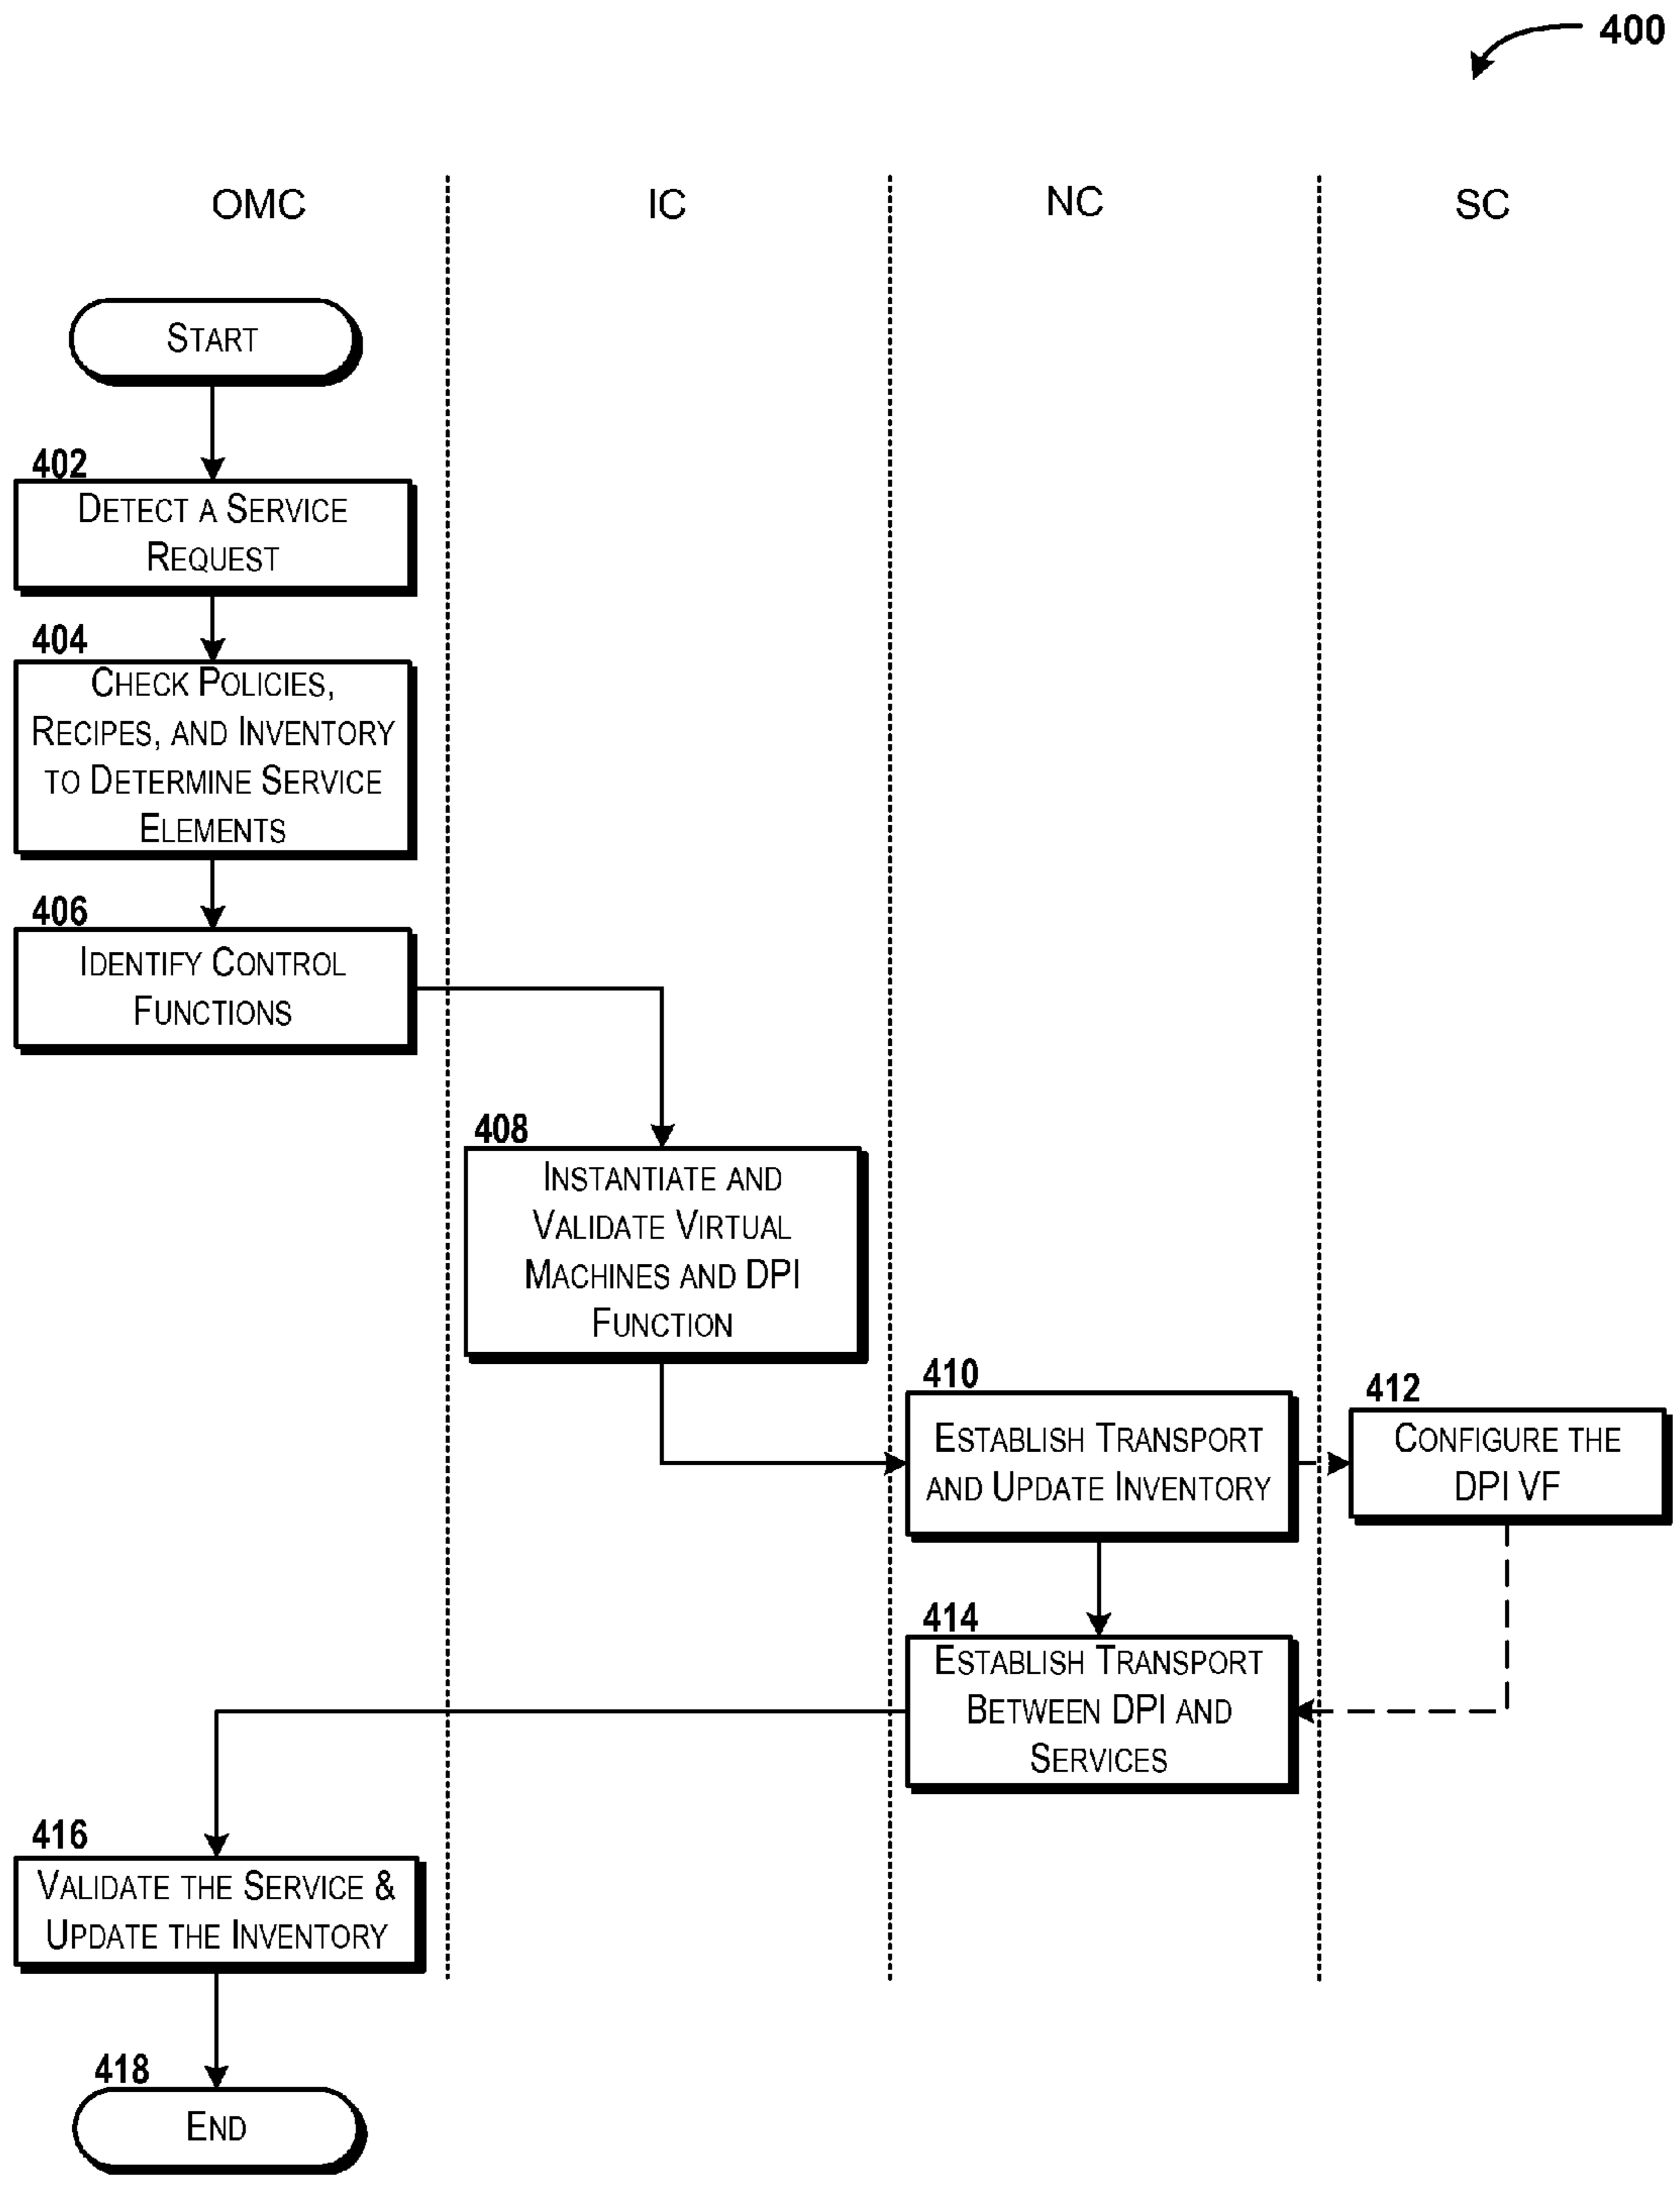 400
OMC
IC
NC
SC
START
402
DETECT A SERVICE
REQUEST
404
CHECK POLICIES,
RECIPES, AND INVENTORY
TO DETERMINE SERVICE
ELEMENTS
406
IDENTIFY CONTROL
FUNCTIONS
408
INSTANTIATE AND
VALIDATE VIRTUAL
MACHINES AND DPI
FUNCTION
410
ESTABLISH TRANSPORT
AND UPDATE INVENTORY
412
CONFIGURE THE
DPI VF
414
ESTABLISH TRANSPORT
BETWEEN DPI AND
SERVICES
416
VALIDATE THE SERVICE &
UPDATE THE INVENTORY
418
END